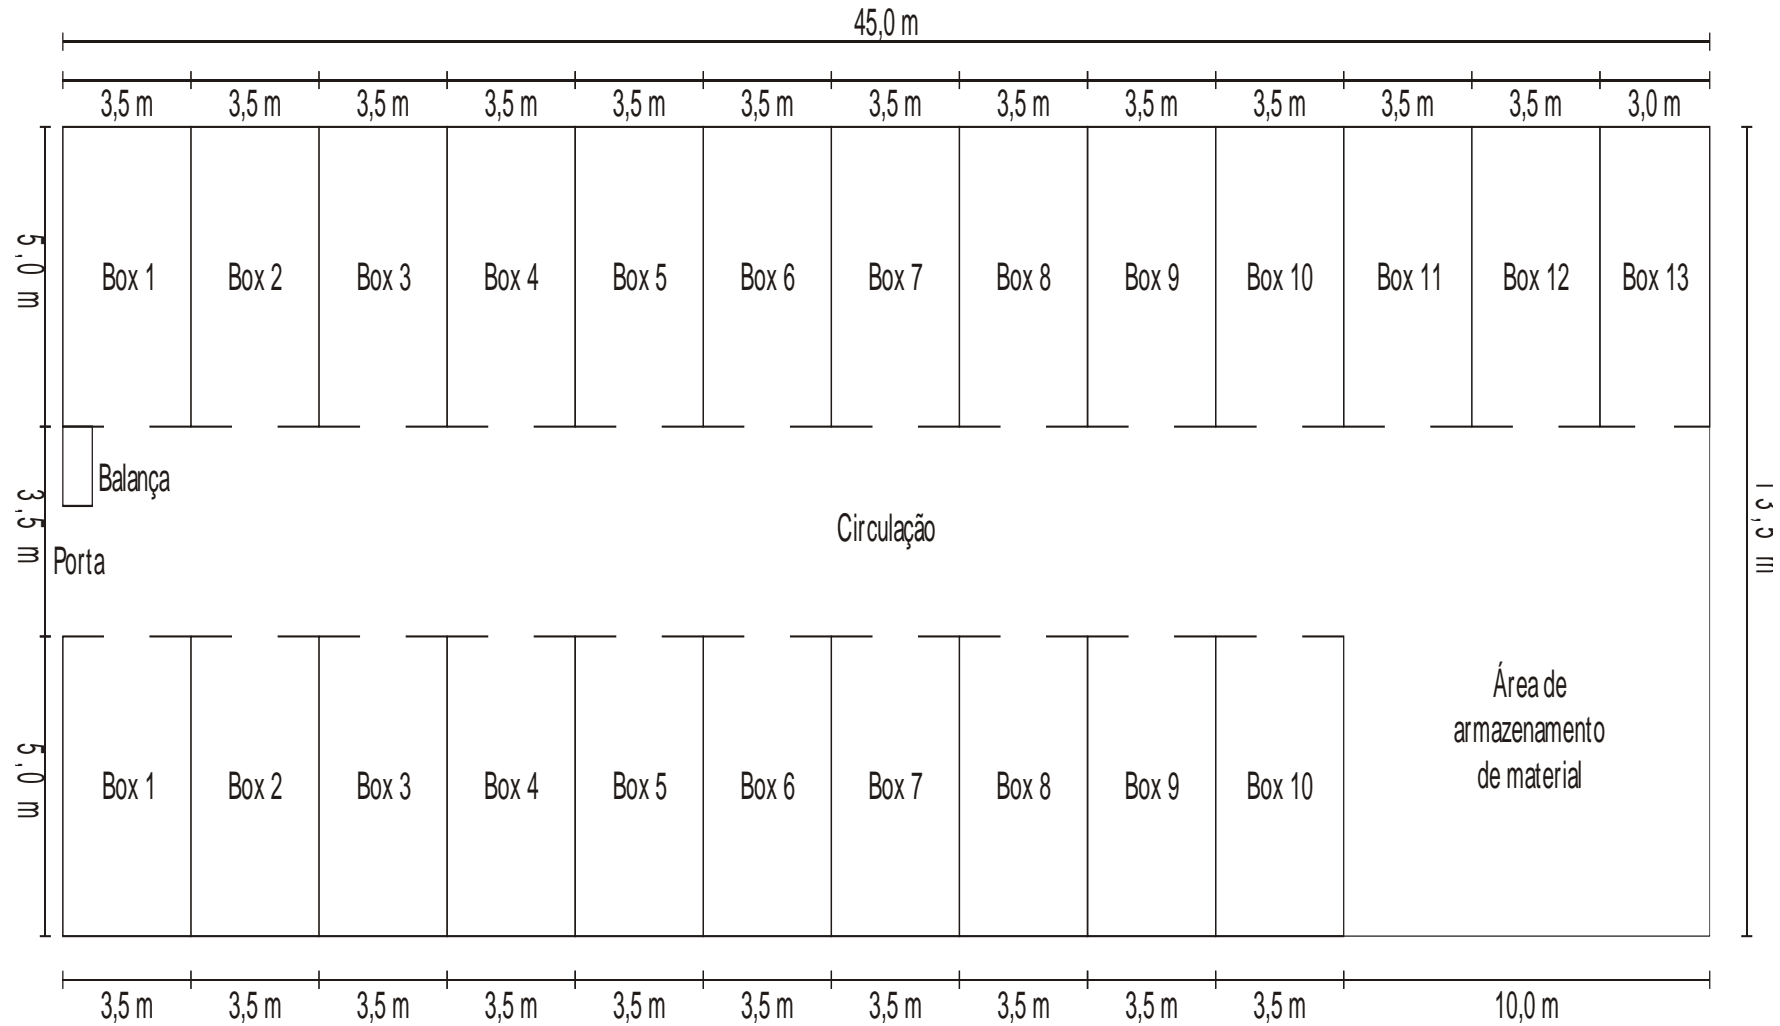 45,0 m
3,5 m 3,5 m 3,5 m 3,5 m 3,5 m 3,5 m 3,5 m 3,5 m 3,5 m 3,5 m 3,5 m 3,5 m 3,0 m
5,0 m
Box 1 Box 2 Box 3 Box 4 Box 5 Box 6 Box 7 Box 8 Box 9 Box 10 Box 11 Box 12 Box 13
Balança
3,5 m
Circulação
13,5 m
Porta
Área de
armazenamento
de material
5,0 m
Box 1 Box 2 Box 3 Box 4 Box 5 Box 6 Box 7 Box 8 Box 9 Box 10
3,5 m 3,5 m 3,5 m 3,5 m 3,5 m 3,5 m 3,5 m 3,5 m 3,5 m 3,5 m 10,0 m